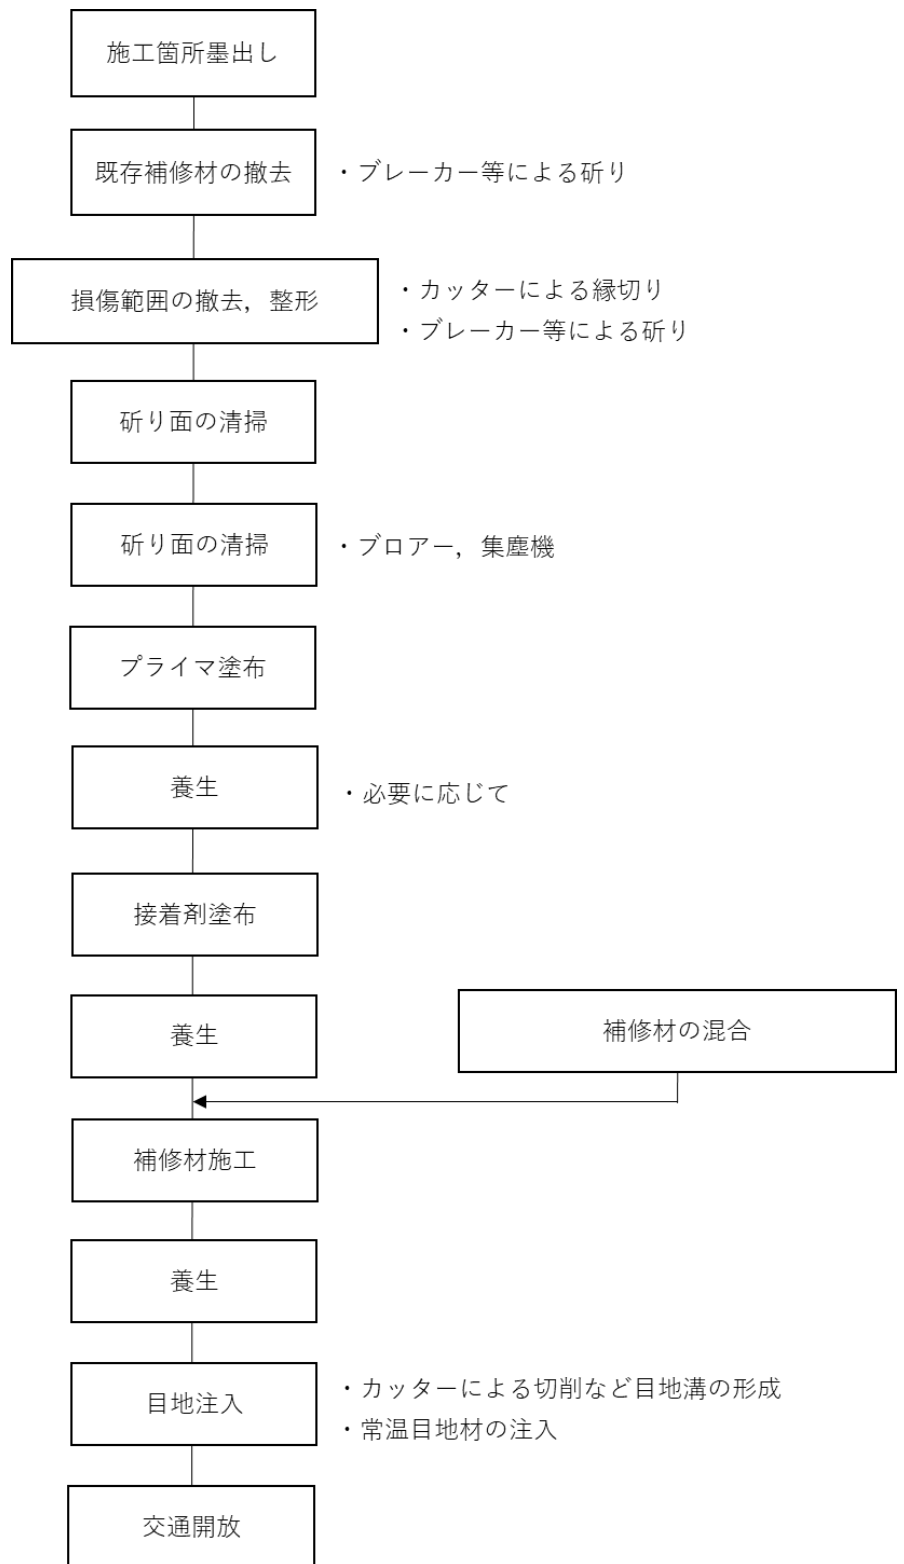 施工箇所墨出し
既存補修材の撤去
・ブレーカー等による斫り
損傷範囲の撤去，整形
・カッターによる縁切り
・ブレーカー等による斫り
斫り面の清掃
斫り面の清掃
・ブロアー，集塵機
プライマ塗布
養生
・必要に応じて
接着剤塗布
養生
補修材の混合
補修材施工
養生
目地注入
・カッターによる切削など目地溝の形成
・常温目地材の注入
交通開放